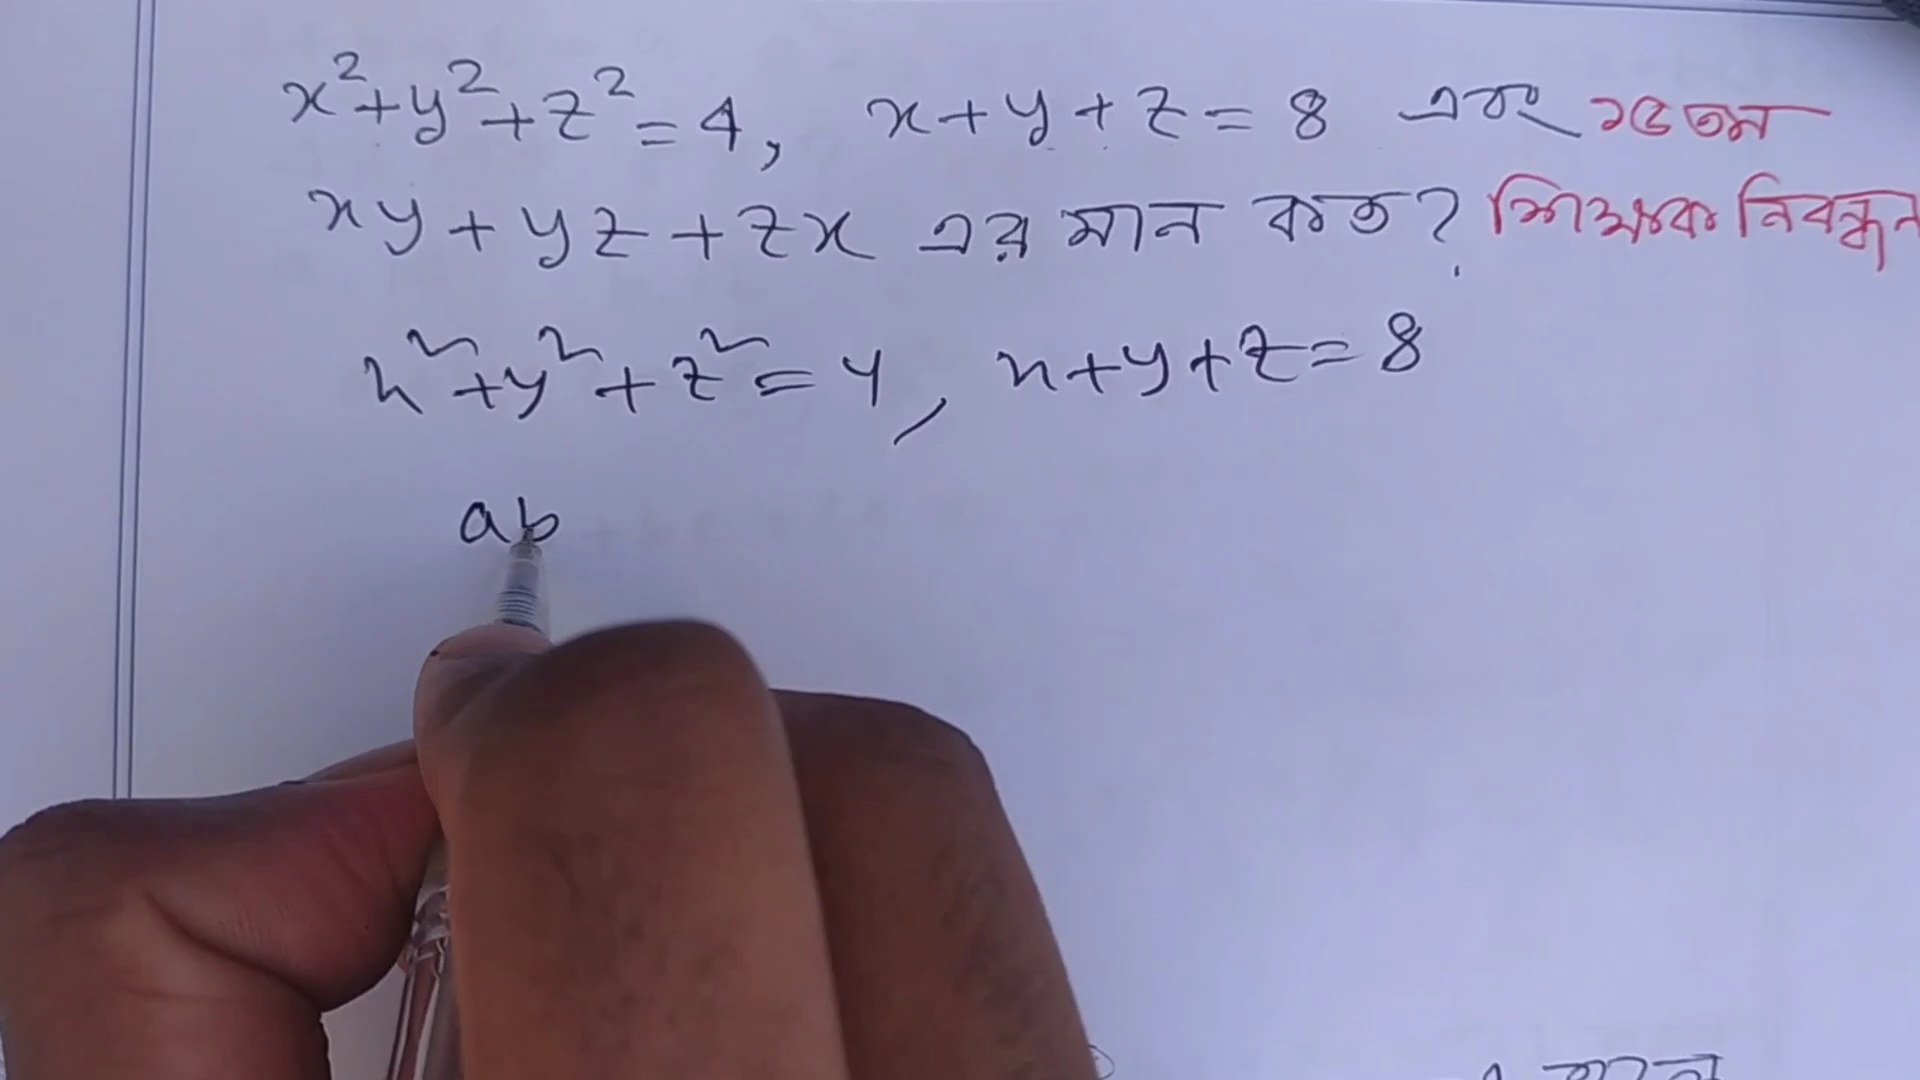 x²+y²+z²=4, x+y+z=8 এবং ১৫তম
xy+yz+zx এর মান কত? শিক্ষক নিবন্ধন
x²+y²+z²=4, x+y+z=8
ab